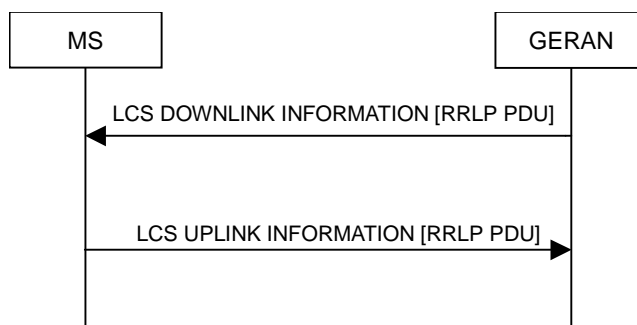 MS
GERAN
LCS DOWNLINK INFORMATION [RRLP PDU]
LCS UPLINK INFORMATION [RRLP PDU]